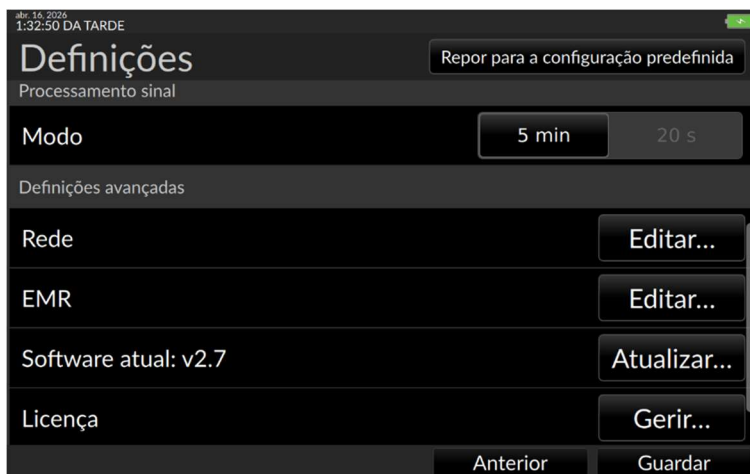 abr. 16, 2026
1:32:50 DA TARDE
Definições
Repor para a configuração predefinida
Processamento sinal
Modo
5 min
20 s
Definições avançadas
Rede
Editar...
EMR
Editar...
Software atual: v2.7
Atualizar...
Licença
Gerir...
Anterior
Guardar